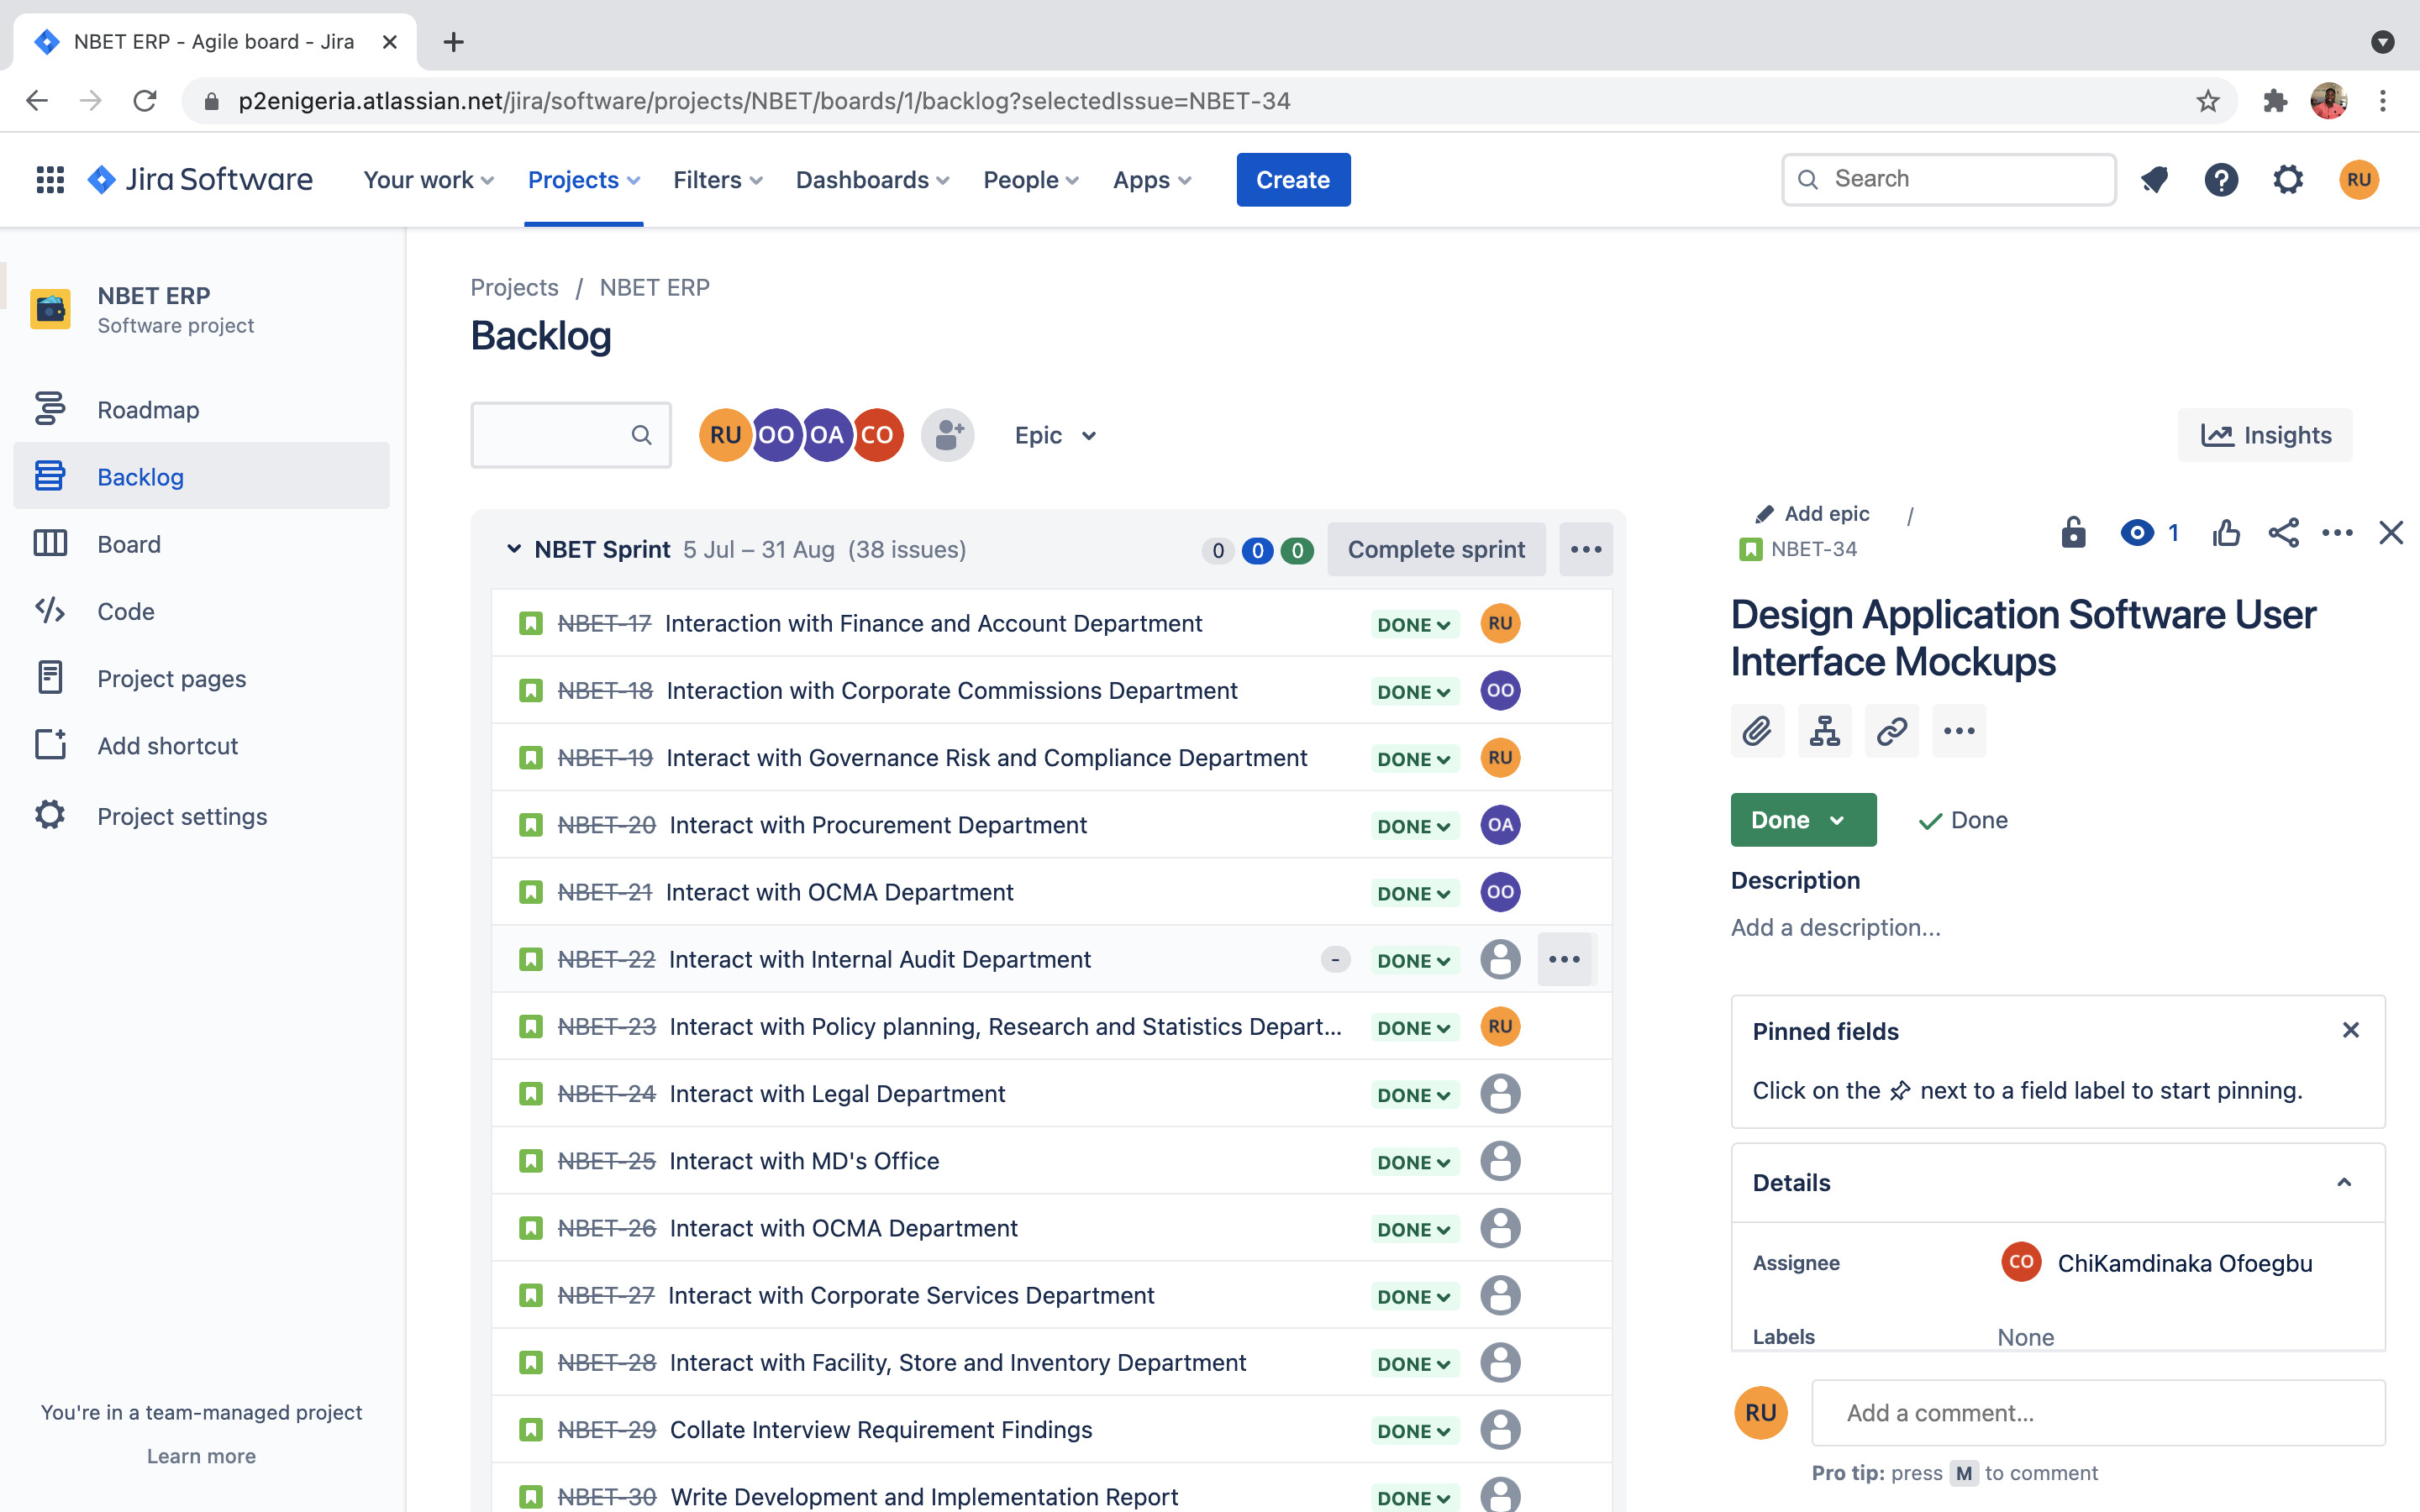 NBET ERP - Agile board - Jira
p2enigeria.atlassian.net/jira/software/projects/NBET/boards/1/backlog?selectedIssue=NBET-34
Jira Software
Your work
Projects
Filters
Dashboards
People
Apps
Create
Search
RU
NBET ERP
Software project
Roadmap
Backlog
Board
Code
Project pages
Add shortcut
Project settings
You're in a team-managed project
Learn more
Projects / NBET ERP
Backlog
RU OO OA CO
Epic
Insights
NBET Sprint 5 Jul – 31 Aug (38 issues)
0 0 0
Complete sprint
NBET-17 Interaction with Finance and Account Department DONE RU
NBET-18 Interaction with Corporate Commissions Department DONE OO
NBET-19 Interact with Governance Risk and Compliance Department DONE RU
NBET-20 Interact with Procurement Department DONE OA
NBET-21 Interact with OCMA Department DONE OO
NBET-22 Interact with Internal Audit Department - DONE
NBET-23 Interact with Policy planning, Research and Statistics Depart... DONE RU
NBET-24 Interact with Legal Department DONE
NBET-25 Interact with MD's Office DONE
NBET-26 Interact with OCMA Department DONE
NBET-27 Interact with Corporate Services Department DONE
NBET-28 Interact with Facility, Store and Inventory Department DONE
NBET-29 Collate Interview Requirement Findings DONE
NBET-30 Write Development and Implementation Report DONE
Add epic /
NBET-34
1
Design Application Software User
Interface Mockups
Done
Done
Description
Add a description...
Pinned fields
Click on the next to a field label to start pinning.
Details
Assignee CO ChiKamdinaka Ofoegbu
Labels None
RU Add a comment...
Pro tip: press M to comment